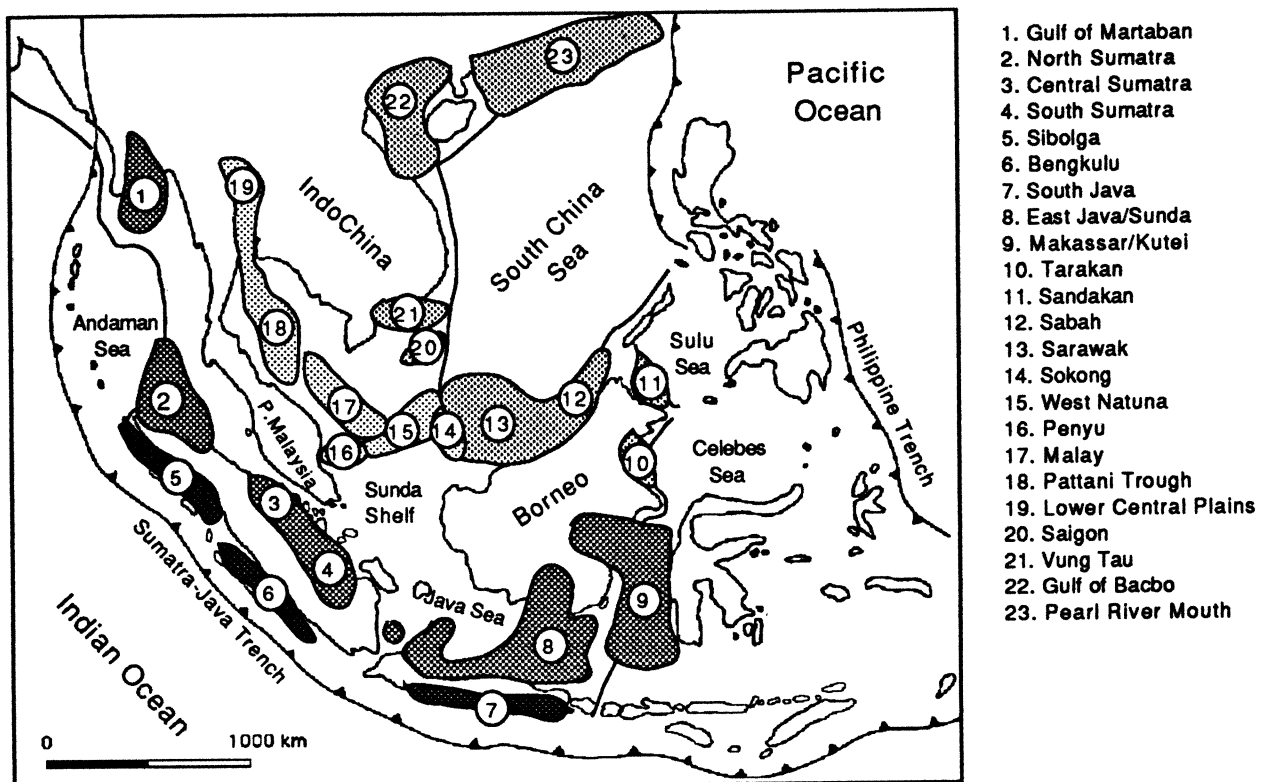 Pacific
Ocean
IndoChina
South China
Sea
Andaman
Sea
P.Malaysia
Sunda
Shelf
Borneo
Sulu
Sea
Celebes
Sea
Philippine Trench
Java Sea
Sumatra-Java Trench
Indian Ocean
0 1000 km
1
2
3
4
5
6
7
8
9
10
11
12
13
14
15
16
17
18
19
20
21
22
23
1. Gulf of Martaban
2. North Sumatra
3. Central Sumatra
4. South Sumatra
5. Sibolga
6. Bengkulu
7. South Java
8. East Java/Sunda
9. Makassar/Kutei
10. Tarakan
11. Sandakan
12. Sabah
13. Sarawak
14. Sokong
15. West Natuna
16. Penyu
17. Malay
18. Pattani Trough
19. Lower Central Plains
20. Saigon
21. Vung Tau
22. Gulf of Bacbo
23. Pearl River Mouth